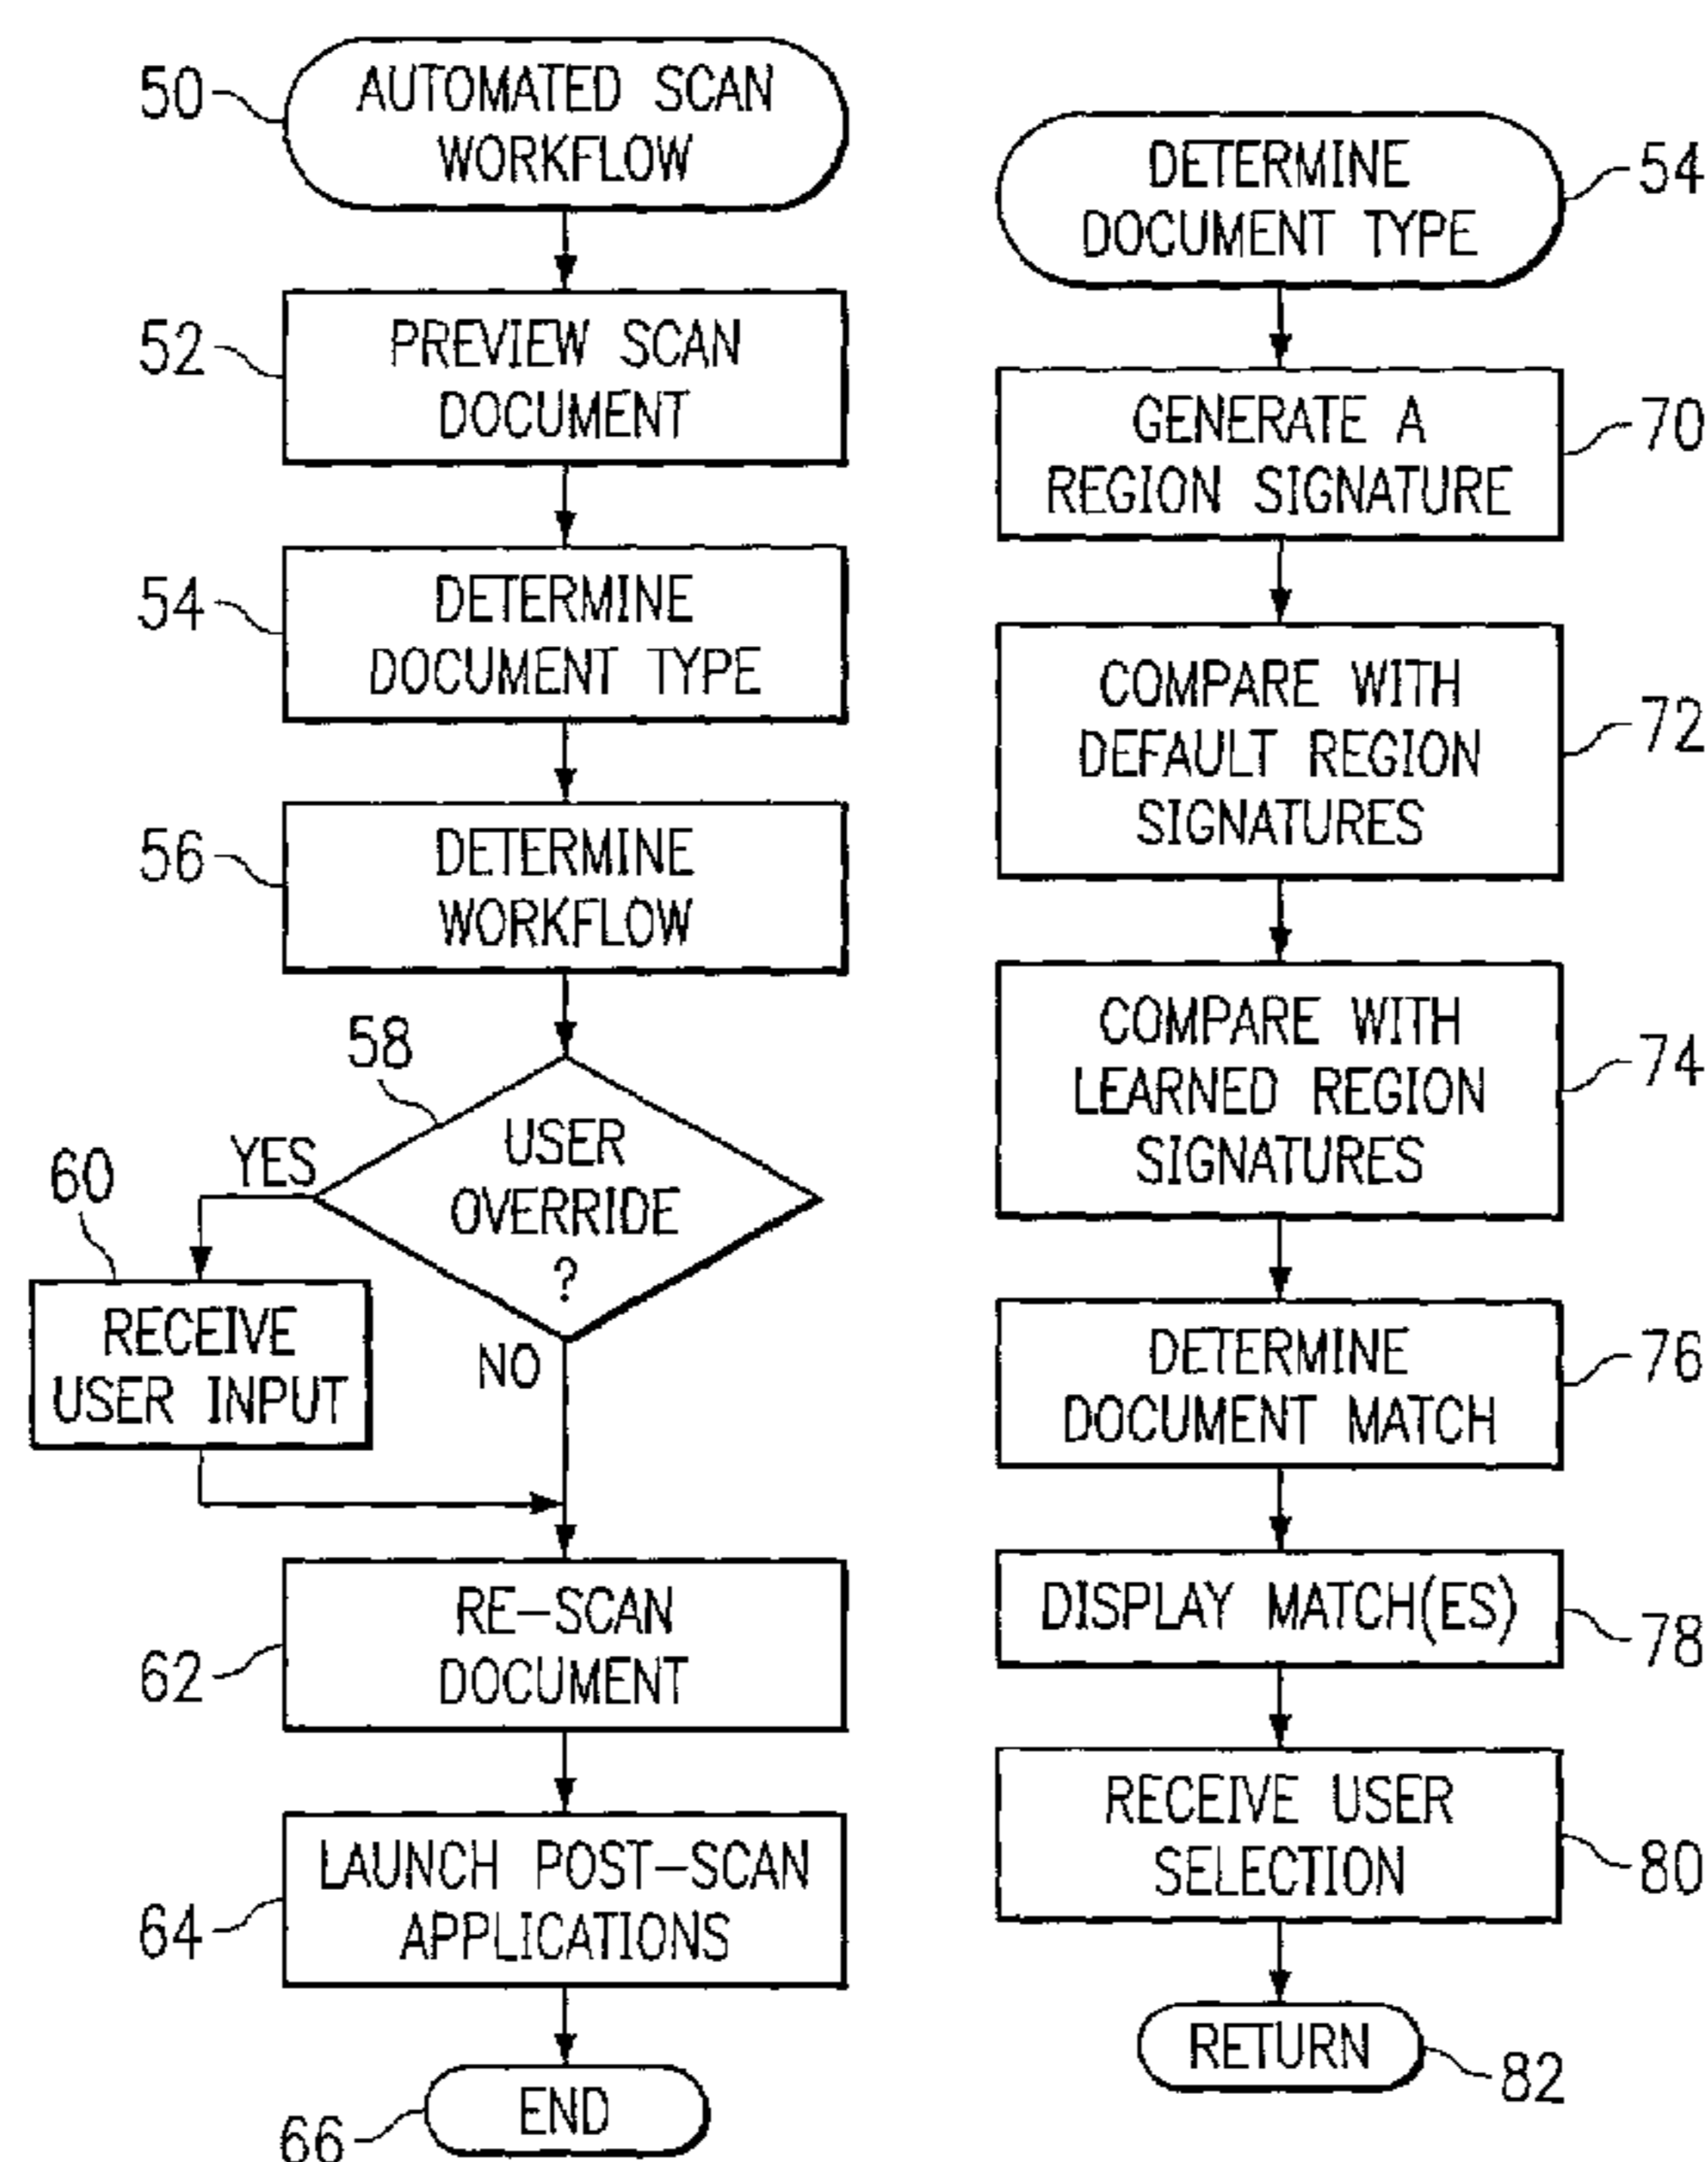 50
AUTOMATED SCAN
WORKFLOW
52
PREVIEW SCAN
DOCUMENT
54
DETERMINE
DOCUMENT TYPE
56
DETERMINE
WORKFLOW
58
USER
OVERRIDE
?
YES
NO
60
RECEIVE
USER INPUT
62
RE-SCAN
DOCUMENT
64
LAUNCH POST-SCAN
APPLICATIONS
66
END
DETERMINE
DOCUMENT TYPE
54
GENERATE A
REGION SIGNATURE
70
COMPARE WITH
DEFAULT REGION
SIGNATURES
72
COMPARE WITH
LEARNED REGION
SIGNATURES
74
DETERMINE
DOCUMENT MATCH
76
DISPLAY MATCH(ES)
78
RECEIVE USER
SELECTION
80
RETURN
82